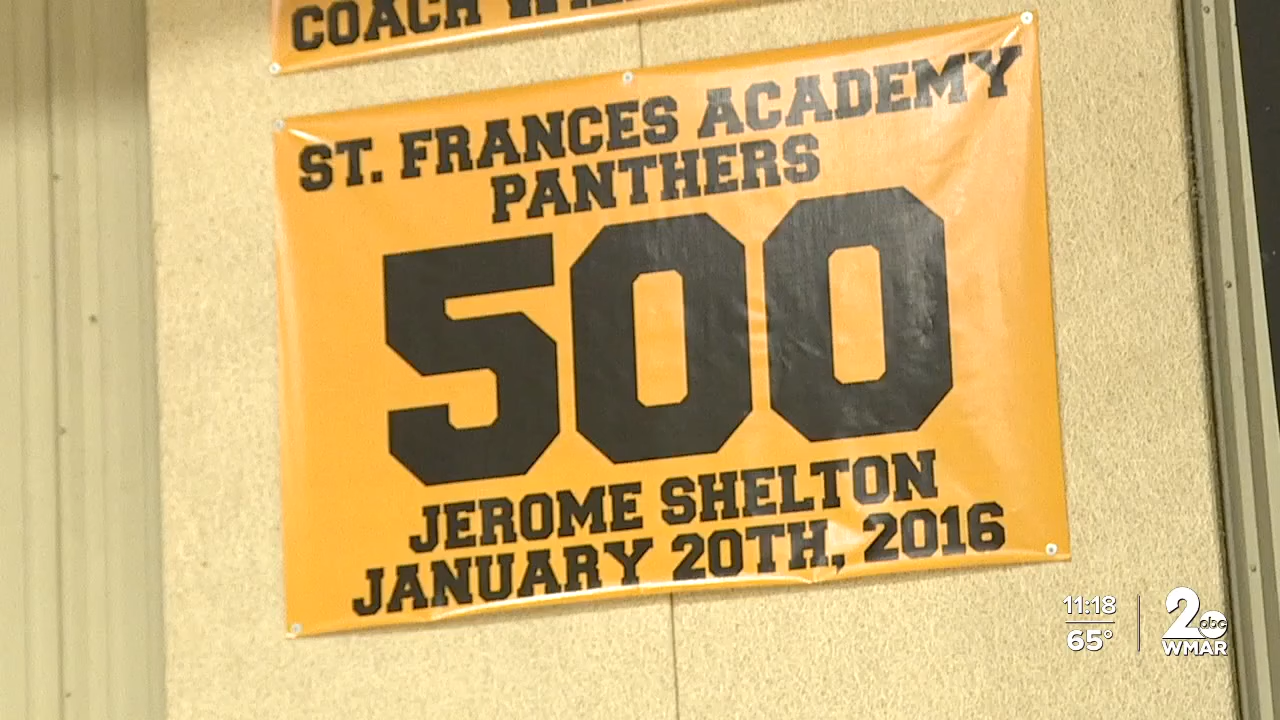 COACH
ST. FRANCES ACADEMY
PANTHERS
500
JEROME SHELTON
JANUARY 20TH, 2016
11:18
65°
2 abc
WMAR